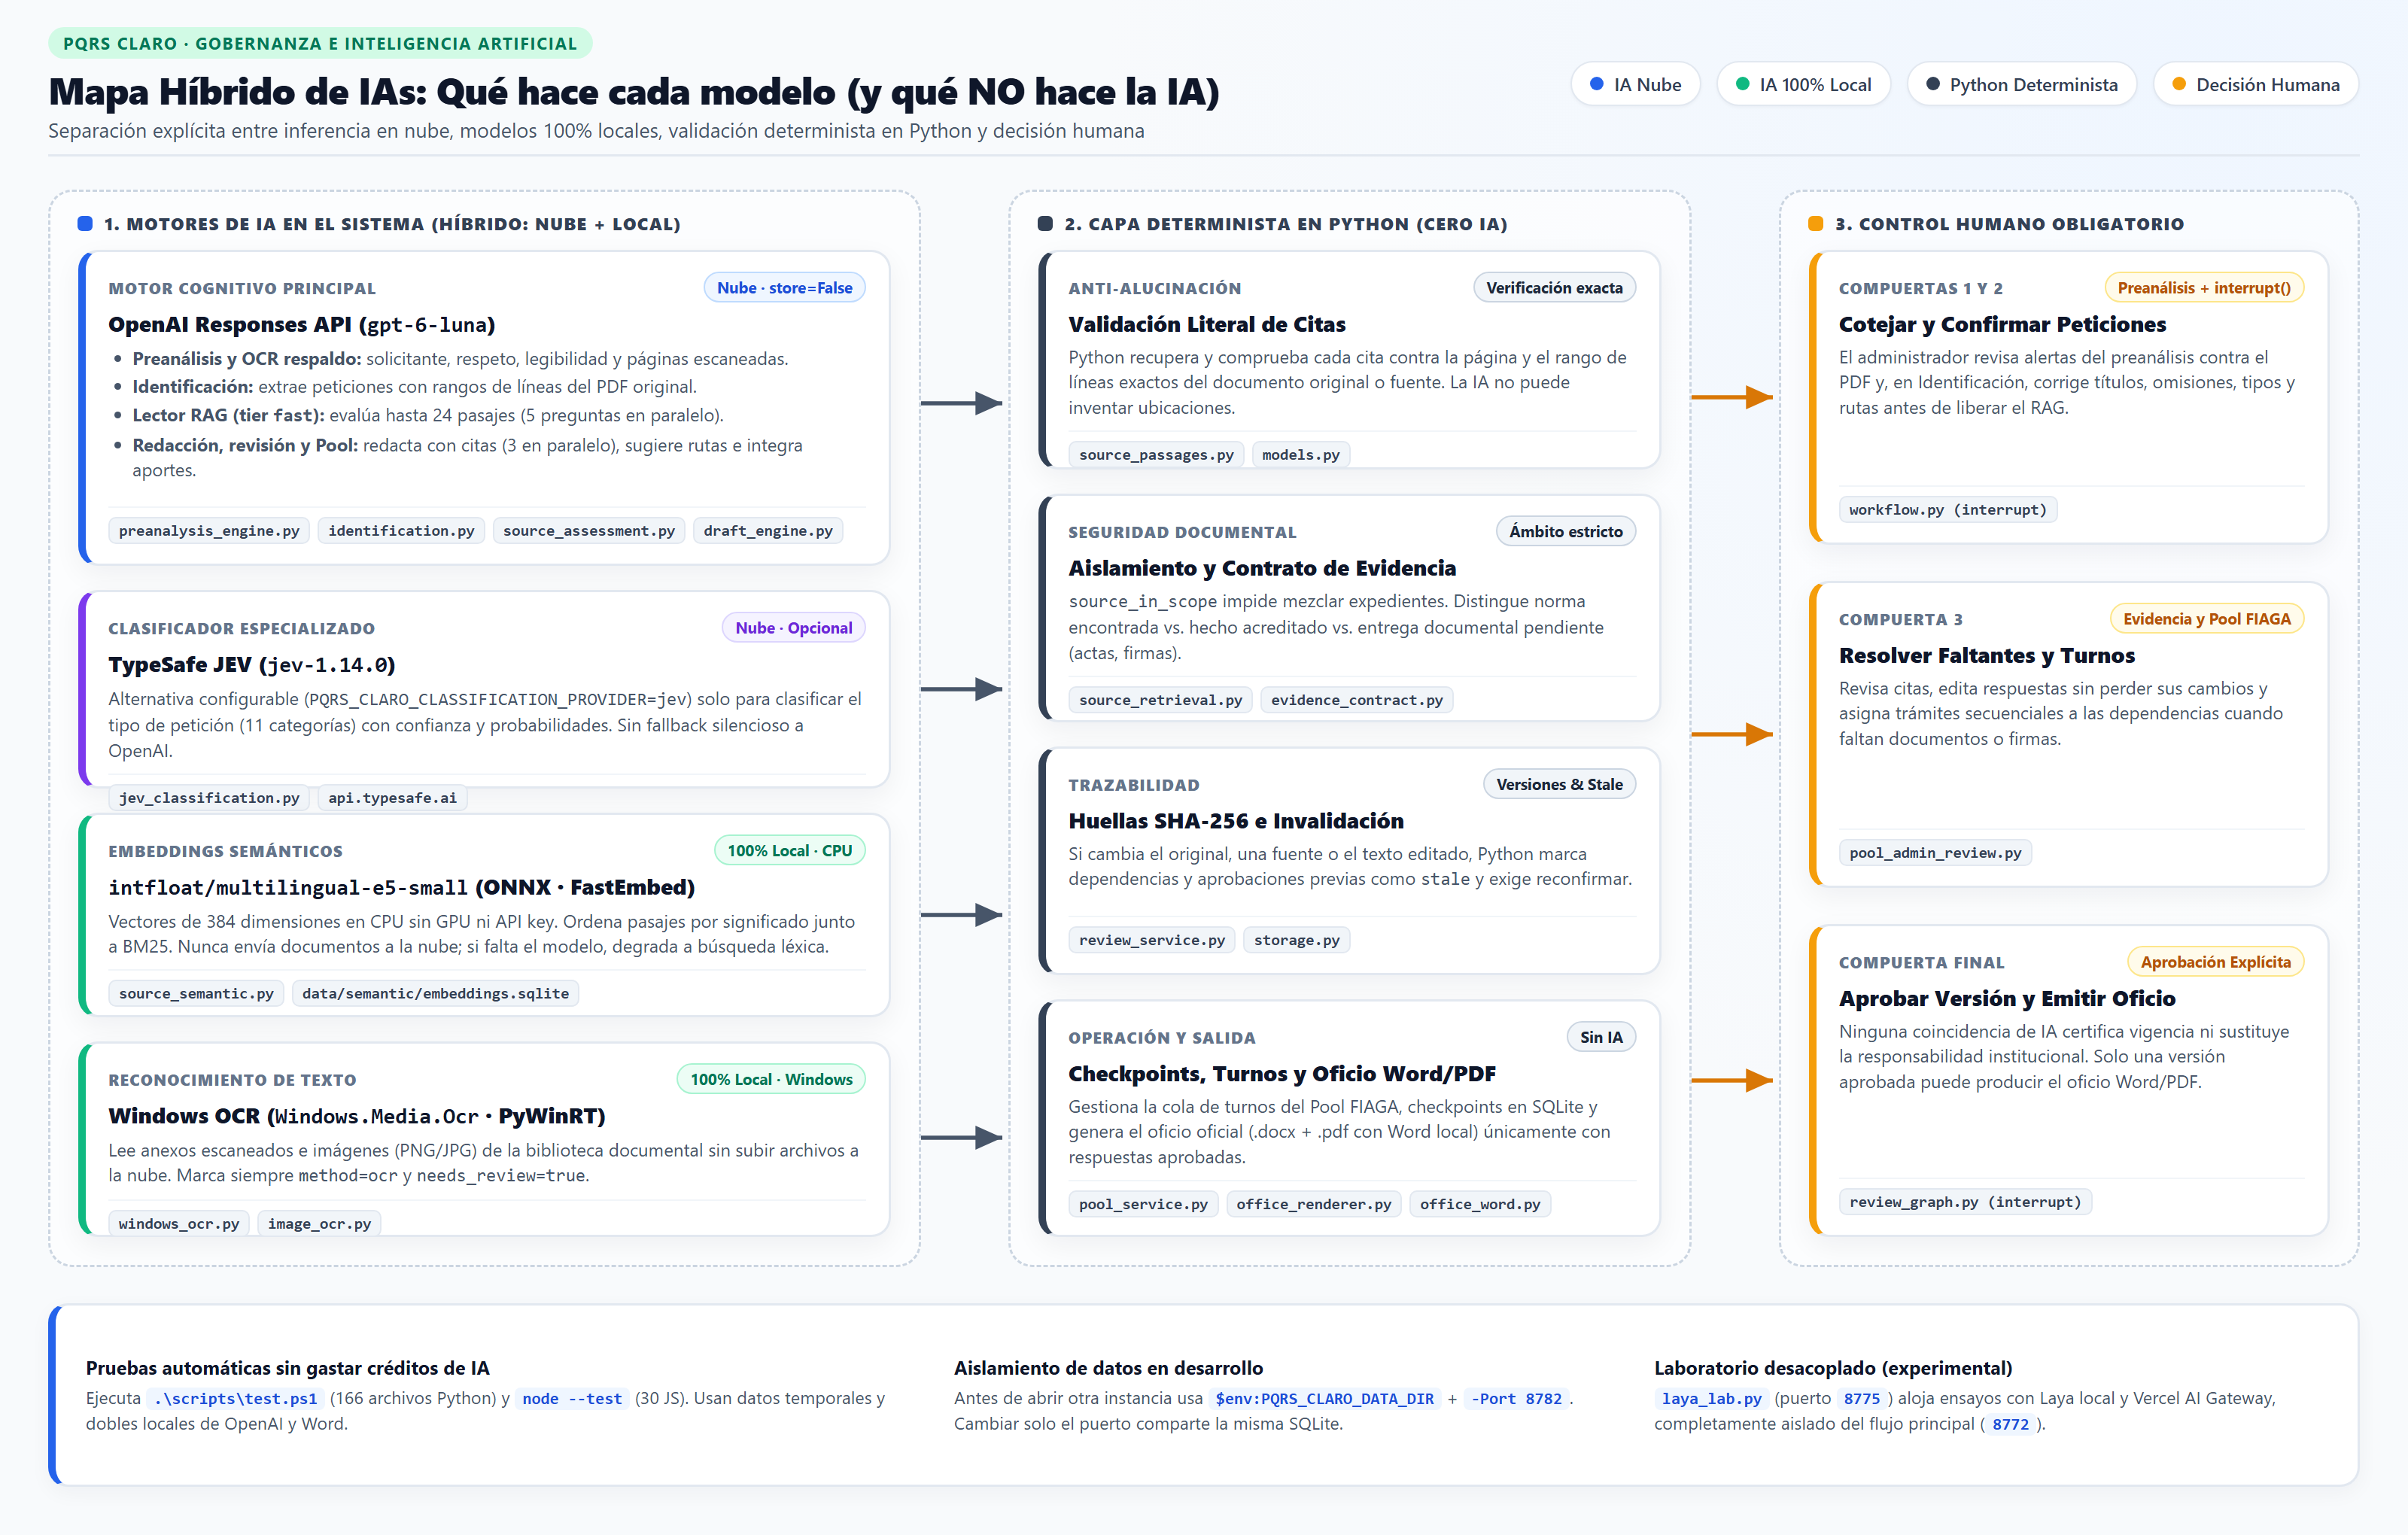 PQRS CLARO · GOBERNANZA E INTELIGENCIA ARTIFICIAL
Mapa Híbrido de IAs: Qué hace cada modelo (y qué NO hace la IA)
Separación explícita entre inferencia en nube, modelos 100% locales, validación determinista en Python y decisión humana
IA Nube
IA 100% Local
Python Determinista
Decisión Humana
1. MOTORES DE IA EN EL SISTEMA (HÍBRIDO: NUBE + LOCAL)
MOTOR COGNITIVO PRINCIPAL
Nube · store=False
OpenAI Responses API (gpt-6-luna)
• Preanálisis y OCR respaldo: solicitante, respeto, legibilidad y páginas escaneadas.
• Identificación: extrae peticiones con rangos de líneas del PDF original.
• Lector RAG (tier fast): evalúa hasta 24 pasajes (5 preguntas en paralelo).
• Redacción, revisión y Pool: redacta con citas (3 en paralelo), sugiere rutas e integra
aportes.
preanalysis_engine.py identification.py source_assessment.py draft_engine.py
CLASIFICADOR ESPECIALIZADO
Nube · Opcional
TypeSafe JEV (jev-1.14.0)
Alternativa configurable (PQRS_CLARO_CLASSIFICATION_PROVIDER=jev) solo para clasificar el
tipo de petición (11 categorías) con confianza y probabilidades. Sin fallback silencioso a
OpenAI.
jev_classification.py api.typesafe.ai
EMBEDDINGS SEMÁNTICOS
100% Local · CPU
intfloat/multilingual-e5-small (ONNX · FastEmbed)
Vectores de 384 dimensiones en CPU sin GPU ni API key. Ordena pasajes por significado junto
a BM25. Nunca envía documentos a la nube; si falta el modelo, degrada a búsqueda léxica.
source_semantic.py data/semantic/embeddings.sqlite
RECONOCIMIENTO DE TEXTO
100% Local · Windows
Windows OCR (Windows.Media.Ocr · PyWinRT)
Lee anexos escaneados e imágenes (PNG/JPG) de la biblioteca documental sin subir archivos a
la nube. Marca siempre method=ocr y needs_review=true.
windows_ocr.py image_ocr.py
2. CAPA DETERMINISTA EN PYTHON (CERO IA)
ANTI-ALUCINACIÓN
Verificación exacta
Validación Literal de Citas
Python recupera y comprueba cada cita contra la página y el rango de
líneas exactos del documento original o fuente. La IA no puede
inventar ubicaciones.
source_passages.py models.py
SEGURIDAD DOCUMENTAL
Ámbito estricto
Aislamiento y Contrato de Evidencia
source_in_scope impide mezclar expedientes. Distingue norma
encontrada vs. hecho acreditado vs. entrega documental pendiente
(actas, firmas).
source_retrieval.py evidence_contract.py
TRAZABILIDAD
Versiones & Stale
Huellas SHA-256 e Invalidación
Si cambia el original, una fuente o el texto editado, Python marca
dependencias y aprobaciones previas como stale y exige reconfirmar.
review_service.py storage.py
OPERACIÓN Y SALIDA
Sin IA
Checkpoints, Turnos y Oficio Word/PDF
Gestiona la cola de turnos del Pool FIAGA, checkpoints en SQLite y
genera el oficio oficial (.docx + .pdf con Word local) únicamente con
respuestas aprobadas.
pool_service.py office_renderer.py office_word.py
3. CONTROL HUMANO OBLIGATORIO
COMPUERTAS 1 Y 2
Preanálisis + interrupt()
Cotejar y Confirmar Peticiones
El administrador revisa alertas del preanálisis contra el
PDF y, en Identificación, corrige títulos, omisiones, tipos y
rutas antes de liberar el RAG.
workflow.py (interrupt)
COMPUERTA 3
Evidencia y Pool FIAGA
Resolver Faltantes y Turnos
Revisa citas, edita respuestas sin perder sus cambios y
asigna trámites secuenciales a las dependencias cuando
faltan documentos o firmas.
pool_admin_review.py
COMPUERTA FINAL
Aprobación Explícita
Aprobar Versión y Emitir Oficio
Ninguna coincidencia de IA certifica vigencia ni sustituye
la responsabilidad institucional. Solo una versión
aprobada puede producir el oficio Word/PDF.
review_graph.py (interrupt)
Pruebas automáticas sin gastar créditos de IA
Ejecuta .\scripts\test.ps1 (166 archivos Python) y node --test (30 JS). Usan datos temporales y
dobles locales de OpenAI y Word.
Aislamiento de datos en desarrollo
Antes de abrir otra instancia usa $env:PQRS_CLARO_DATA_DIR + -Port 8782 .
Cambiar solo el puerto comparte la misma SQLite.
Laboratorio desacoplado (experimental)
laya_lab.py (puerto 8775 ) aloja ensayos con Laya local y Vercel AI Gateway,
completamente aislado del flujo principal ( 8772 ).